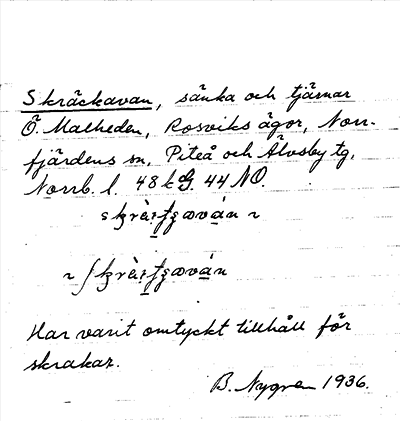 Skräckavan, sänka och tjärnar
Ö. Malheden, Rosviks ägor, Norr-
fjärdens sn, Piteå och Älvsby tg,
Norrb. l. 48 k G. 44 NO.
Har varit omtyckt tillhåll för
skrakar.
B. Nygren 1936.